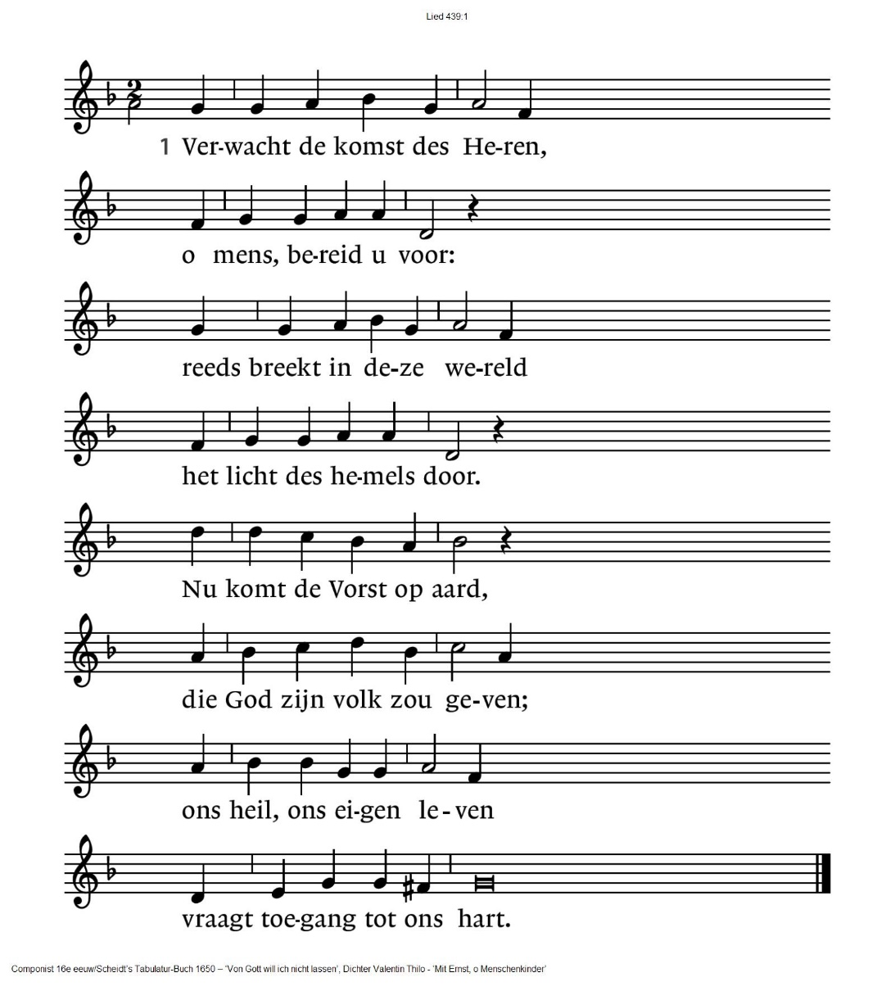 Lied 439:1
2
1 Ver-wacht de komst des He-ren,
o mens, be-reid u voor:
reeds breekt in de-ze we-reld
het licht des he-mels door.
Nu komt de Vorst op aard,
die God zijn volk zou ge-ven;
ons heil, ons ei-gen le-ven
vraagt toe-gang tot ons hart.
Componist 16e eeuw/Scheidt's Tabulatur-Buch 1650 – 'Von Gott will ich nicht lassen', Dichter Valentin Thilo - 'Mit Ernst, o Menschenkinder'